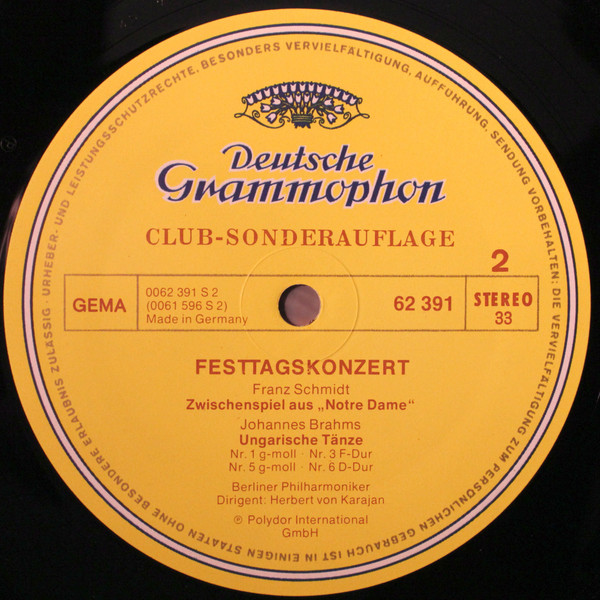 URHEBER- UND LEISTUNGSSCHUTZRECHTE, BESONDERS VERVIELFÄLTIGUNG, AUFFÜHRUNG, SENDUNG VORBEHALTEN; DIE VERVIELFÄLTIGUNG ZUM PERSÖNLICHEN GEBRAUCH IST IN EINIGEN STAATEN OHNE BESONDERE ERLAUBNIS ZULÄSSIG ·
Deutsche
Grammophon
CLUB-SONDERAUFLAGE
2
GEMA
0062 391 S 2
(0061 596 S 2)
Made in Germany
62 391
STEREO
33
FESTTAGSKONZERT
Franz Schmidt
Zwischenspiel aus „Notre Dame“
Johannes Brahms
Ungarische Tänze
Nr. 1 g-moll · Nr. 3 F-Dur
Nr. 5 g-moll · Nr. 6 D-Dur
Berliner Philharmoniker
Dirigent: Herbert von Karajan
℗ Polydor International
GmbH